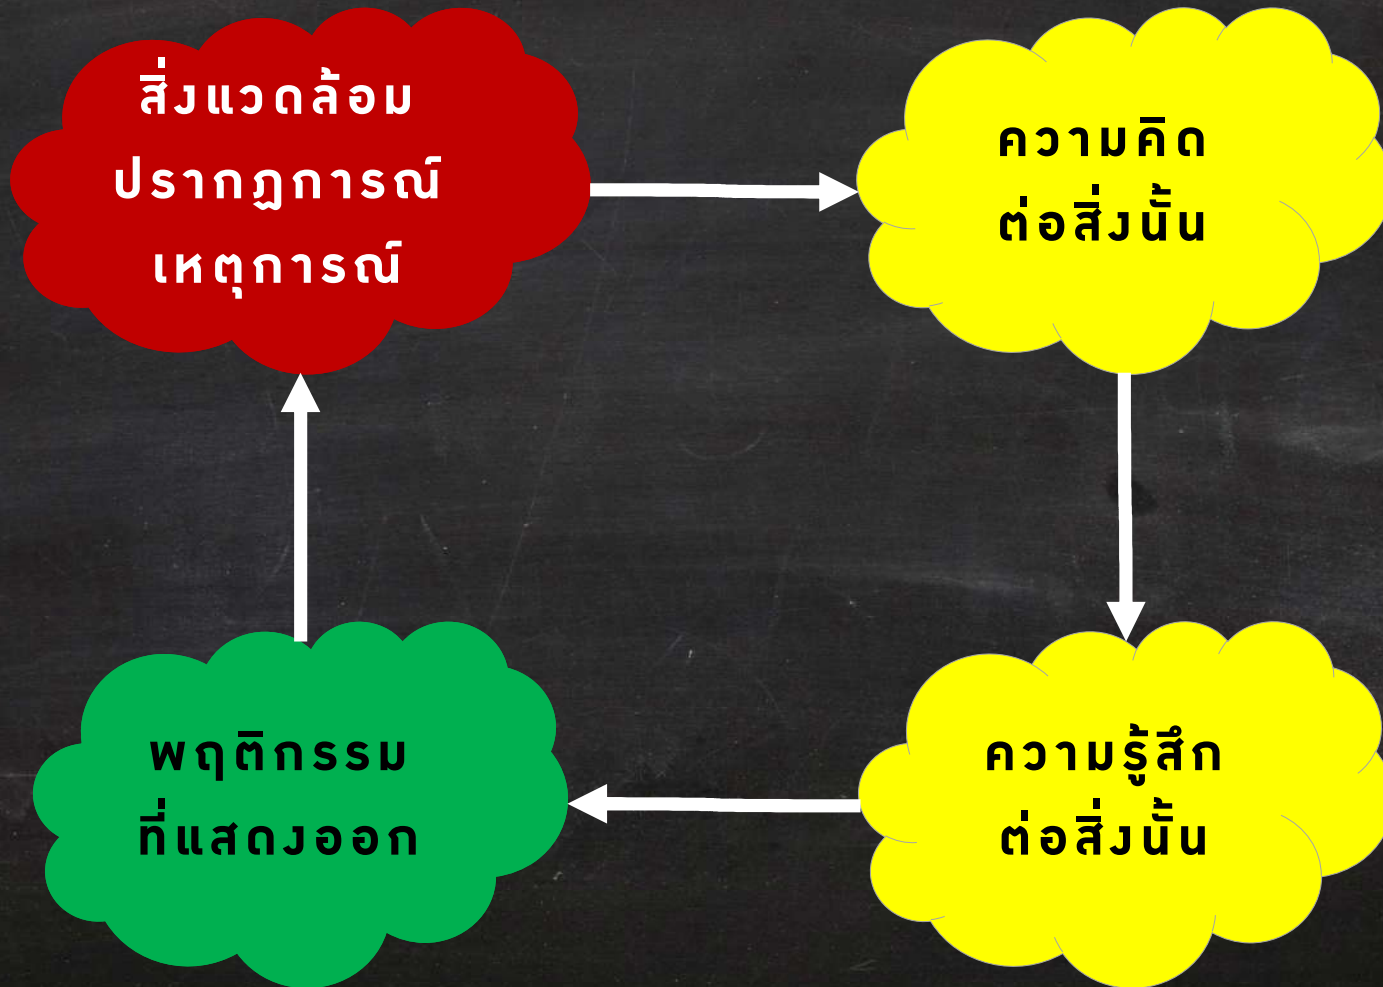 สิ่งแวดล้อม
ปรากฏการณ์
เหตุการณ์
ความคิด
ต่อสิ่งนั้น
พฤติกรรม
ที่แสดงออก
ความรู้สึก
ต่อสิ่งนั้น